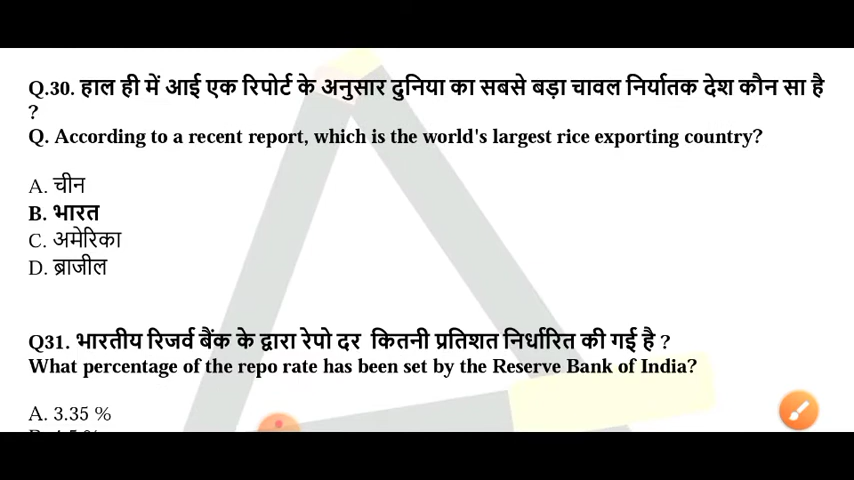 Q.30. हाल ही में आई एक रिपोर्ट के अनुसार दुनिया का सबसे बड़ा चावल निर्यातक देश कौन सा है
?
Q. According to a recent report, which is the world's largest rice exporting country?
A. चीन
B. भारत
C. अमेरिका
D. ब्राजील
Q31. भारतीय रिजर्व बैंक के द्वारा रेपो दर कितनी प्रतिशत निर्धारित की गई है ?
What percentage of the repo rate has been set by the Reserve Bank of India?
A. 3.35 %